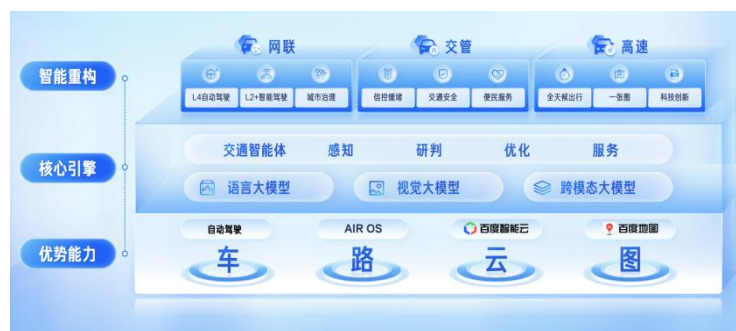 网联 交管 高速
智能重构
L4自动驾驶 L2+智能驾驶 城市治理 信控缓堵 交通安全 便民服务 全天候出行 一张图 科技创新
交通智能体 感知 研判 优化 服务
核心引擎
语言大模型 视觉大模型 跨模态大模型
自动驾驶 AIR OS 百度智能云 百度地图
优势能力
车 路 云 图